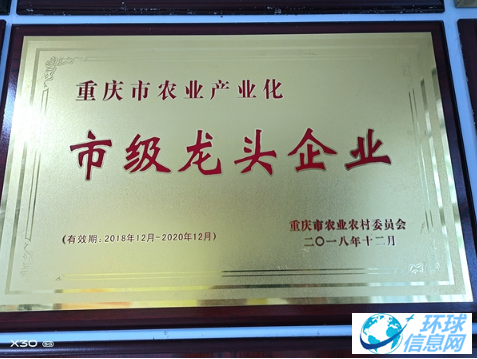 重庆市农业产业化
市级龙头企业
(有效期:2018年12月-2020年12月)
重庆市农业农村委员会
二〇一八年十二月
X30
环球
信息网